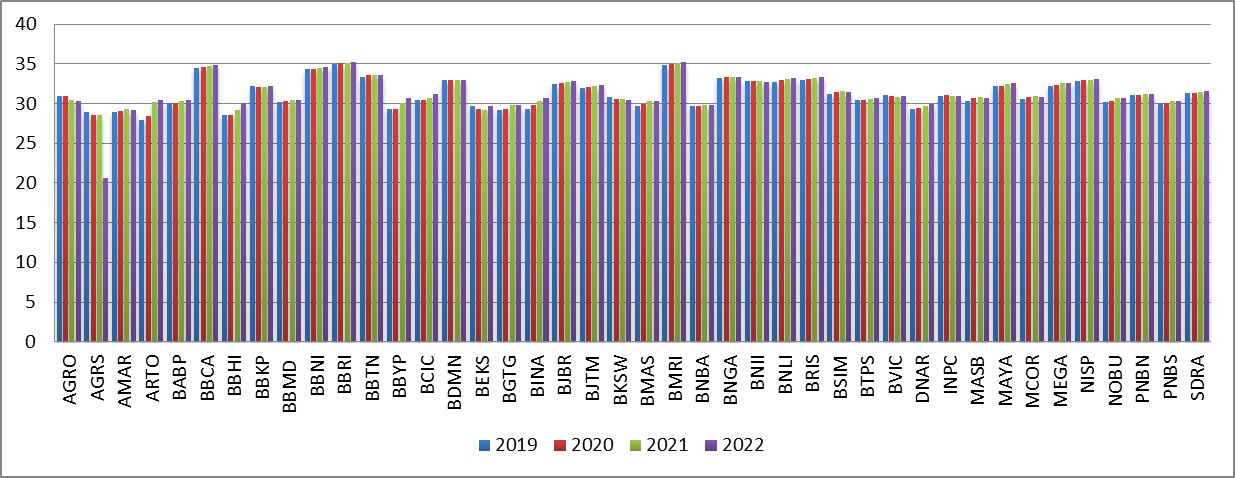 40
35
30
25
20
15
10
5
0
AGRO
AGRS
AMAR
ARTO
BABP
BBCA
BBHI
BBKP
BBMD
BBNI
BBRI
BBTN
BBYP
BCIC
BDMN
BEKS
BGTG
BINA
BJBR
BJTM
BKSW
BMAS
BMRI
BNBA
BNGA
BNII
BNLI
BRIS
BSIM
BTPS
BVIC
DNAR
INPC
MASB
MAYA
MCOR
MEGA
NISP
NOBU
PNBN
PNBS
SDRA
2019 2020 2021 2022